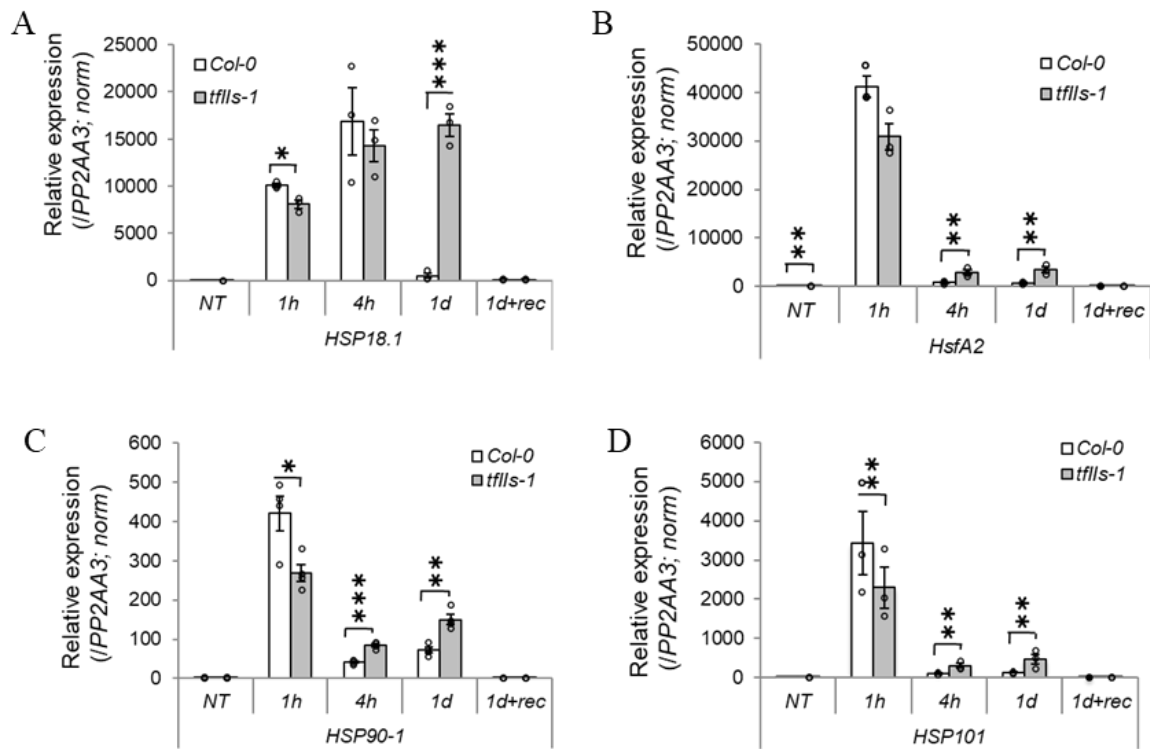 A
Relative expression
(/PP2AA3; norm)
25000
20000
15000
10000
5000
0
Col-0
tfIIs-1
*
***
NT 1h 4h 1d 1d+rec
HSP18.1
B
Relative expression
(/PP2AA3; norm)
50000
40000
30000
20000
10000
0
Col-0
tfIIs-1
**
**
**
NT 1h 4h 1d 1d+rec
HsfA2
C
Relative expression
(/PP2AA3; norm)
600
500
400
300
200
100
0
Col-0
tfIIs-1
*
***
**
NT 1h 4h 1d 1d+rec
HSP90-1
D
Relative expression
(/PP2AA3; norm)
6000
5000
4000
3000
2000
1000
0
Col-0
tfIIs-1
**
**
**
NT 1h 4h 1d 1d+rec
HSP101